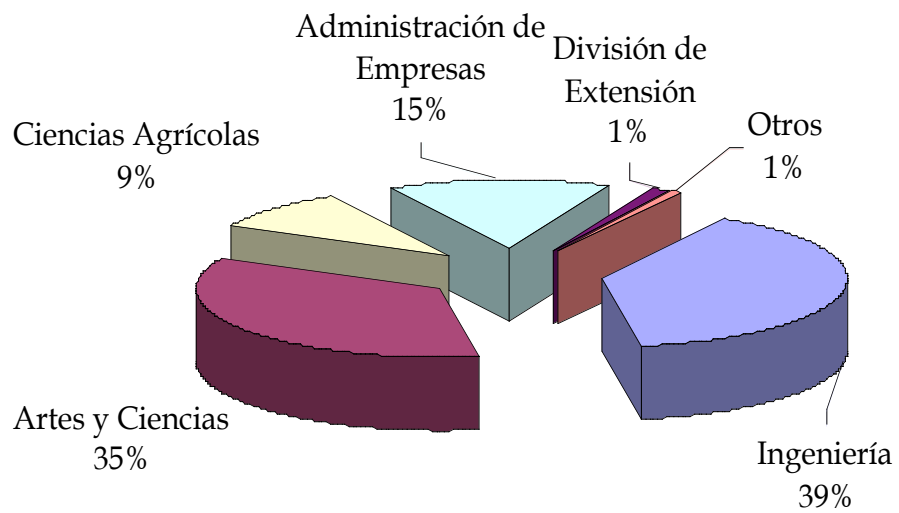 Administración de
Empresas
15%
División de
Extensión
1%
Otros
1%
Ciencias Agrícolas
9%
Artes y Ciencias
35%
Ingeniería
39%